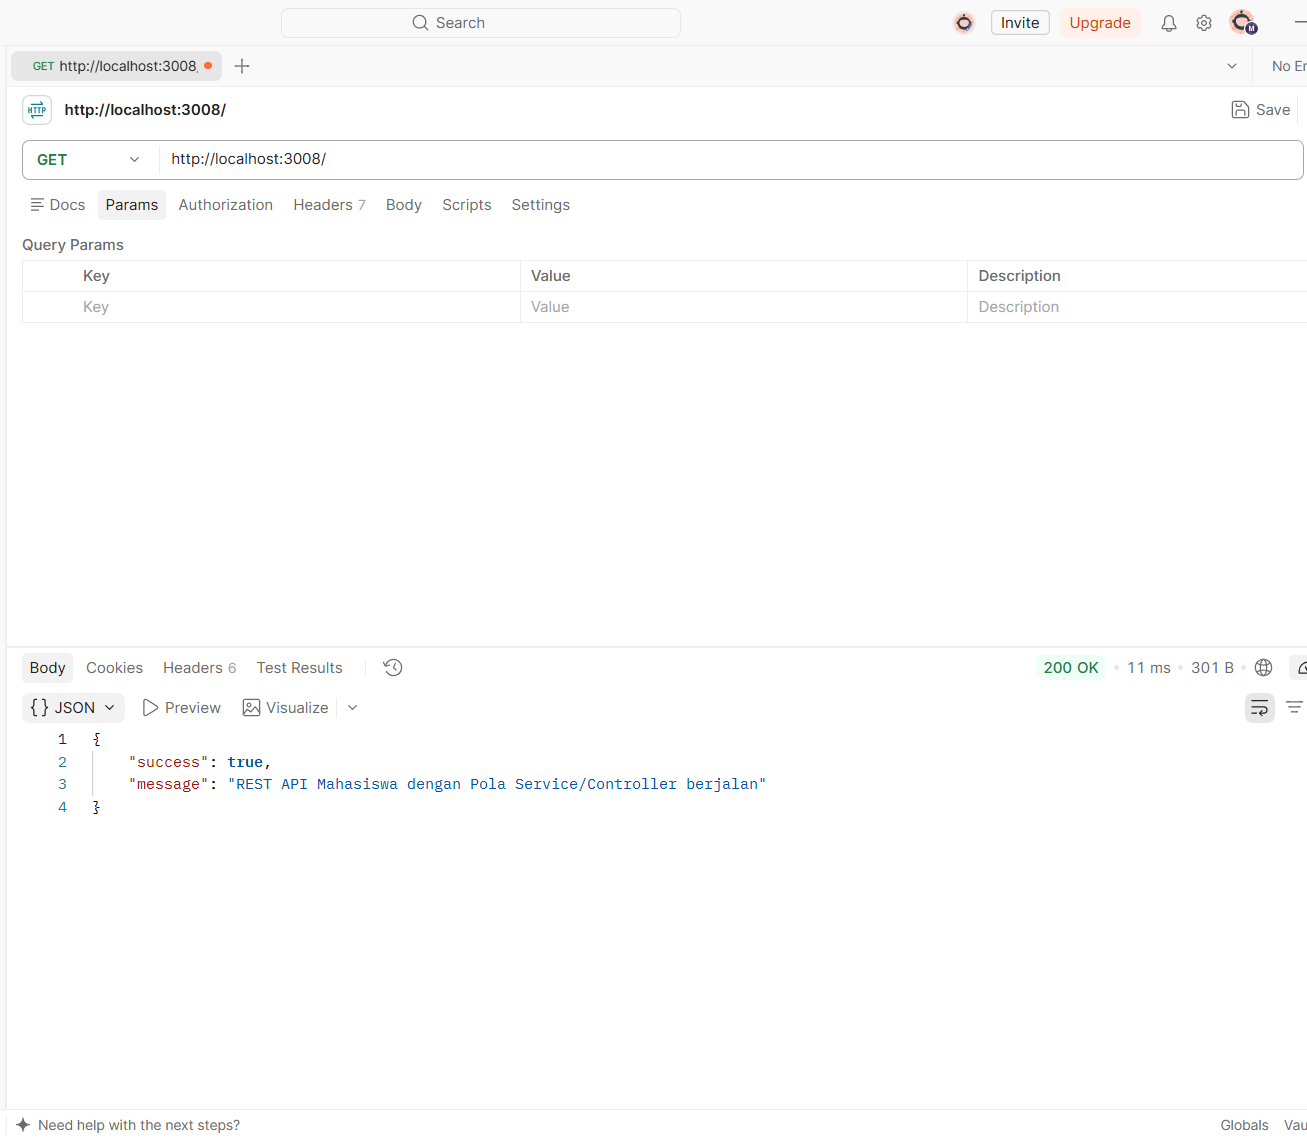 Search
Invite
Upgrade
M
GET http://localhost:3008/
No Er
HTTP http://localhost:3008/
Save
GET http://localhost:3008/
Docs Params Authorization Headers 7 Body Scripts Settings
Query Params
Key Value Description
Key Value Description
Body Cookies Headers 6 Test Results
200 OK 11 ms 301 B
{} JSON Preview Visualize
1 {
2 "success": true,
3 "message": "REST API Mahasiswa dengan Pola Service/Controller berjalan"
4 }
Need help with the next steps?
Globals Vau